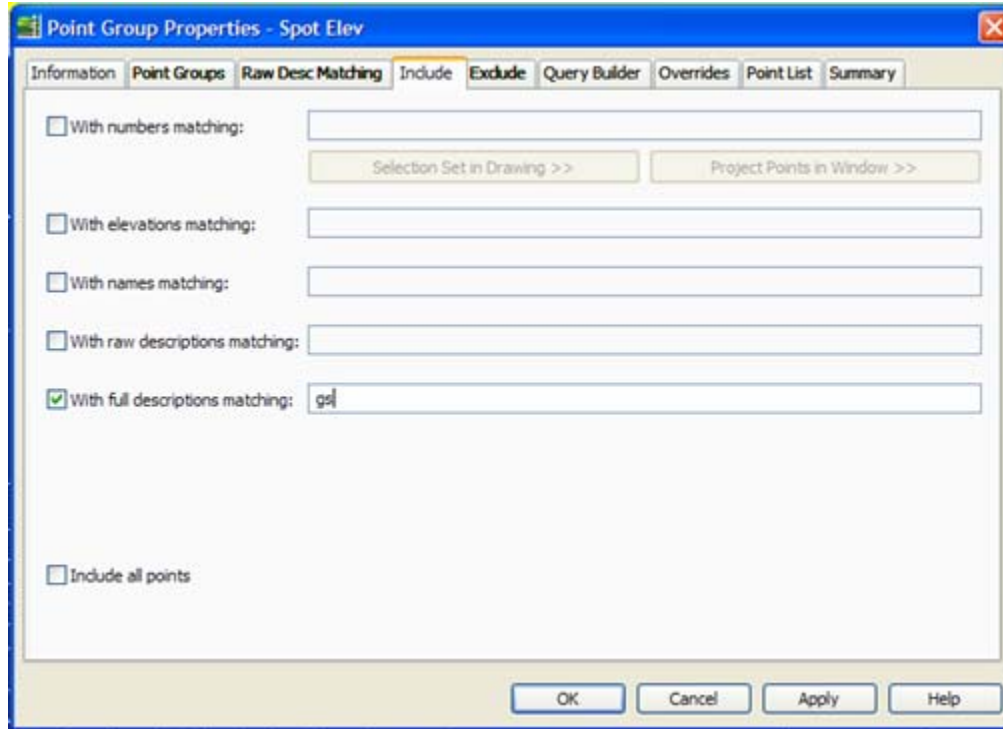 Point Group Properties - Spot Elev
Information Point Groups Raw Desc Matching Include Exclude Query Builder Overrides Point List Summary
With numbers matching:
Selection Set in Drawing >> Project Points in Window >>
With elevations matching:
With names matching:
With raw descriptions matching:
With full descriptions matching: gs
Include all points
OK Cancel Apply Help